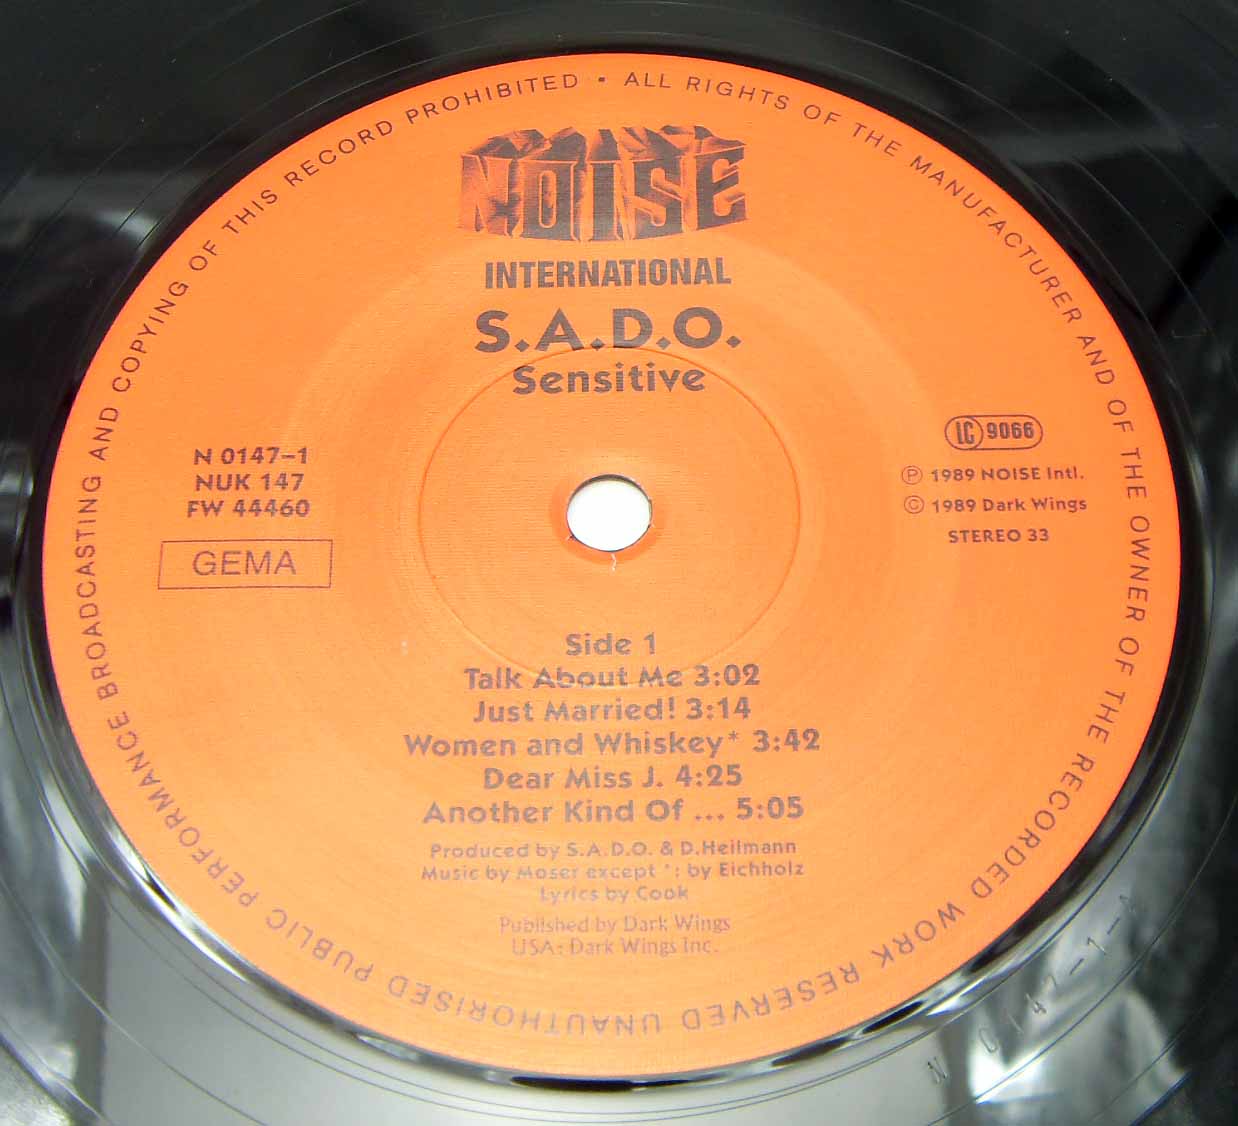 UNAUTHORISED PUBLIC PERFORMANCE BROADCASTING AND COPYING OF THIS RECORD PROHIBITED • ALL RIGHTS OF THE MANUFACTURER AND OF THE OWNER OF THE RECORDED WORK RESERVED
NOISE
INTERNATIONAL
S.A.D.O.
Sensitive
N 0147-1
NUK 147
FW 44460
GEMA
LC 9066
Ⓟ 1989 NOISE Intl.
© 1989 Dark Wings
STEREO 33
Side 1
Talk About Me 3:02
Just Married! 3:14
Women and Whiskey* 3:42
Dear Miss J. 4:25
Another Kind Of ... 5:05
Produced by S.A.D.O. & D.Heilmann
Music by Moser except *: by Eichholz
Lyrics by Cook
Published by Dark Wings
USA: Dark Wings Inc.